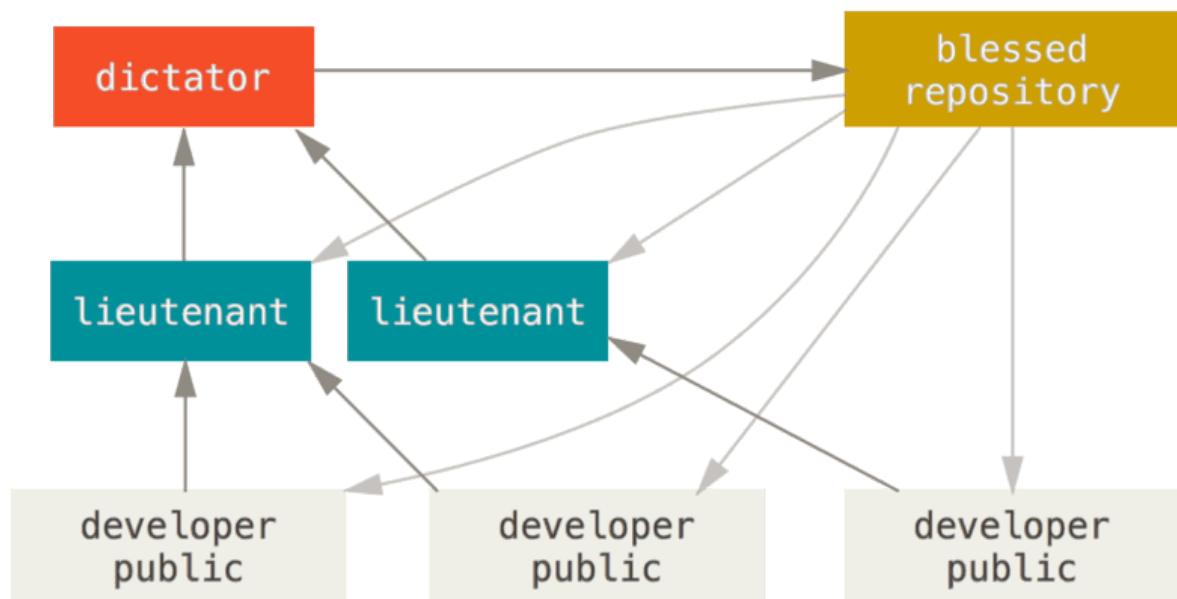 dictator
blessed
repository
lieutenant
lieutenant
developer
public
developer
public
developer
public